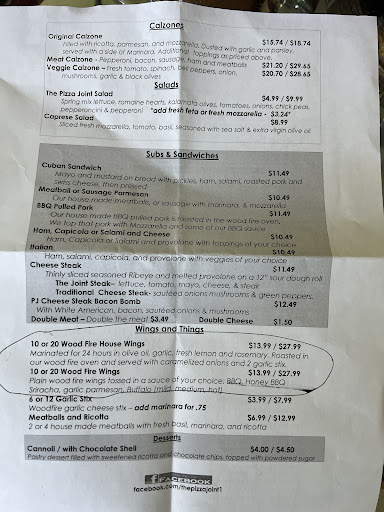 Calzones
Original Calzone $15.74 / $18.74
Filled with ricotta, parmesan, and mozzarella. Dusted with garlic and parsley,
served with a side of Marinara. Additional toppings as priced above.
Meat Calzone - Pepperoni, bacon, sausage, ham and meatballs $21.20 / $29.65
Veggie Calzone – Fresh tomato, spinach, bell peppers, onion, $20.70 / $28.65
mushrooms, garlic & black olives
Salads
The Pizza Joint Salad $4.99 / $9.99
Spring mix lettuce, romaine hearts, kalamata olives, tomatoes, onions, chick peas,
pepperoncini & pepperoni *add fresh feta or fresh mozzarella - $3.24*
Caprese Salad $8.99
Sliced fresh mozzarella, tomato, basil, seasoned with sea salt & extra virgin olive oil
Subs & Sandwiches
Cuban Sandwich $11.49
Mayo and mustard on bread with pickles, ham, salami, roasted pork and
swiss cheese, then pressed
Meatball or Sausage Parmesan $10.49
Our house made meatballs, or sausage with marinara, & mozzarella
BBQ Pulled Pork $11.49
Our house made BBQ pulled pork is roasted in the wood fire oven.
We top that pork with Mozzarella and some of our BBQ sauce
Ham, Capicola or Salami and Cheese $10.49
Ham, Capicola or Salami and provolone with toppings of your choice
Italian $10.49
Ham, salami, capicola, and provolone with veggies of your choice
Cheese Steak $11.49
Thinly sliced seasoned Ribeye and melted provolone on a 12" sour dough roll
The Joint Steak– lettuce, tomato, mayo, cheese, & steak
Traditional Cheese Steak- sautéed onions mushrooms & green peppers.
PJ Cheese Steak Bacon Bomb $12.49
With White American, bacon, sautéed onions & mushrooms
Double Meat – Double the meat $3.49 Double Cheese $1.50
Wings and Things
10 or 20 Wood Fire House Wings $13.99 / $27.99
Marinated for 24 hours in olive oil, garlic, fresh lemon and rosemary. Roasted in
our wood fire oven and served with caramelized onions and 2 garlic stix.
10 or 20 Wood Fire Wings $13.99 / $27.99
Plain wood fire wings tossed in a sauce of your choice: BBQ, Honey BBQ
Sriracha, garlic parmesan, Buffalo (mild, medium, hot)
6 or 12 Garlic Stix $3.99 / $7.99
Woodfire garlic cheese stix – add marinara for .75
Meatballs and Ricotta $6.99 / $12.99
2 or 4 house made meatballs with fresh basil, marinara, and ricotta
Desserts
Cannoli / with Chocolate Shell $4.00 / $4.50
Pastry dessert filled with sweetened ricotta and chocolate chips, topped with powdered sugar
f FACEBOOK
facebook.com/thepizzajoint1